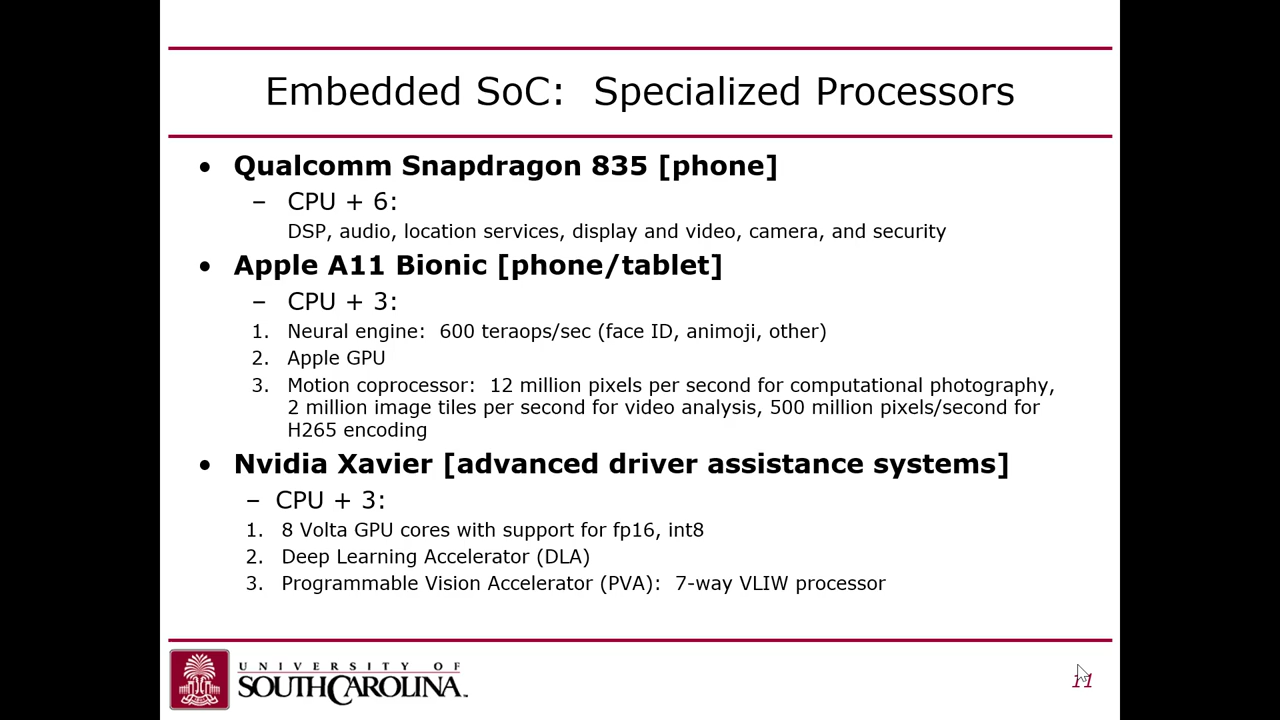 Embedded SoC:  Specialized Processors
• Qualcomm Snapdragon 835 [phone]
– CPU + 6:
DSP, audio, location services, display and video, camera, and security
• Apple A11 Bionic [phone/tablet]
– CPU + 3:
1. Neural engine:  600 teraops/sec (face ID, animoji, other)
2. Apple GPU
3. Motion coprocessor:  12 million pixels per second for computational photography,
2 million image tiles per second for video analysis, 500 million pixels/second for
H265 encoding
• Nvidia Xavier [advanced driver assistance systems]
– CPU + 3:
1. 8 Volta GPU cores with support for fp16, int8
2. Deep Learning Accelerator (DLA)
3. Programmable Vision Accelerator (PVA):  7-way VLIW processor
UNIVERSITY OF
SOUTH CAROLINA™
11